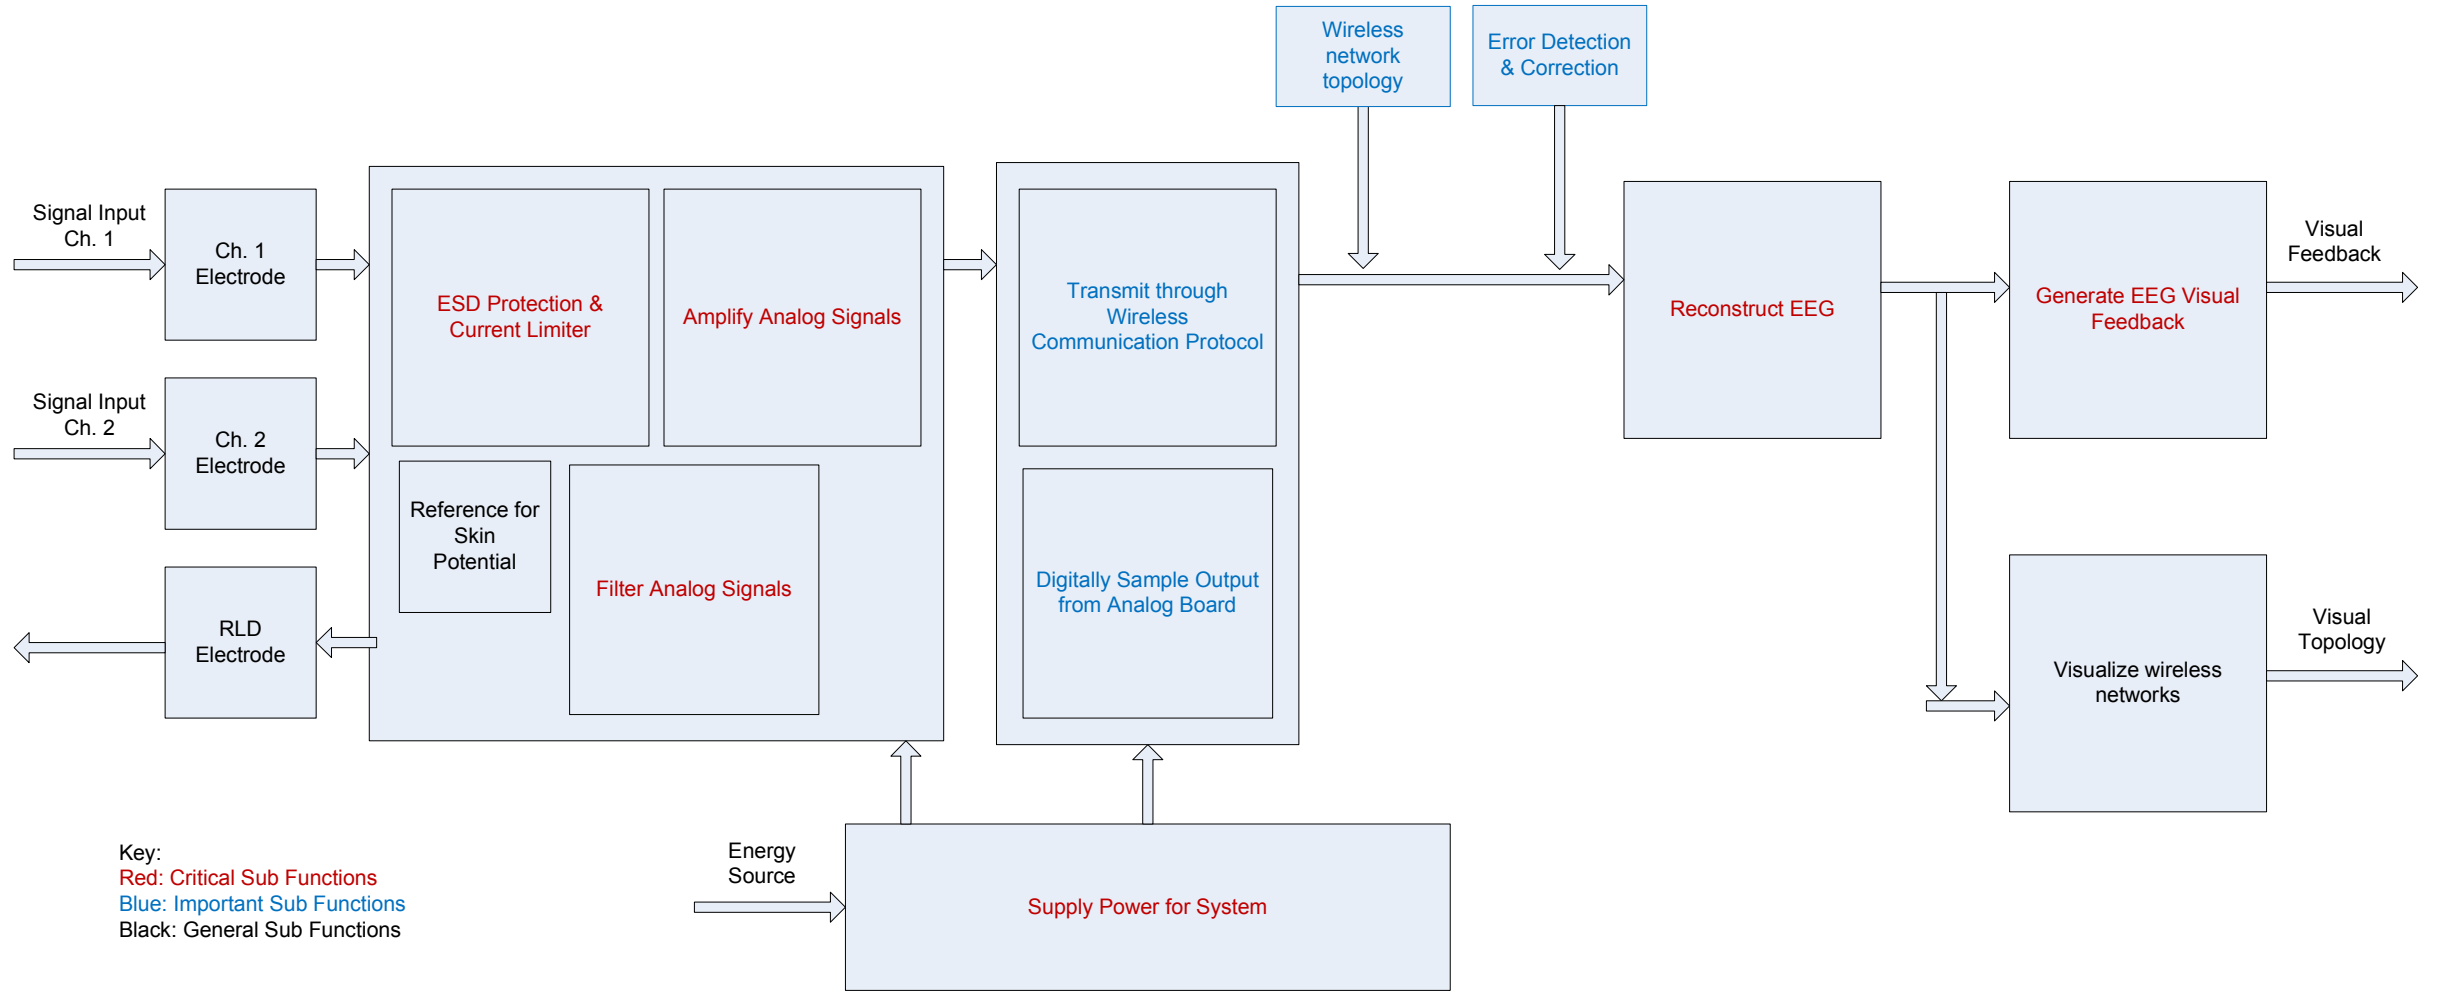 Wireless
network
topology
Error Detection
& Correction
Signal Input
Ch. 1
Ch. 1
Electrode
ESD Protection &
Current Limiter
Amplify Analog Signals
Transmit through
Wireless
Communication Protocol
Reconstruct EEG
Generate EEG Visual
Feedback
Visual
Feedback
Signal Input
Ch. 2
Ch. 2
Electrode
Reference for
Skin
Potential
Filter Analog Signals
Digitally Sample Output
from Analog Board
RLD
Electrode
Visualize wireless
networks
Visual
Topology
Energy
Source
Supply Power for System
Key:
Red: Critical Sub Functions
Blue: Important Sub Functions
Black: General Sub Functions